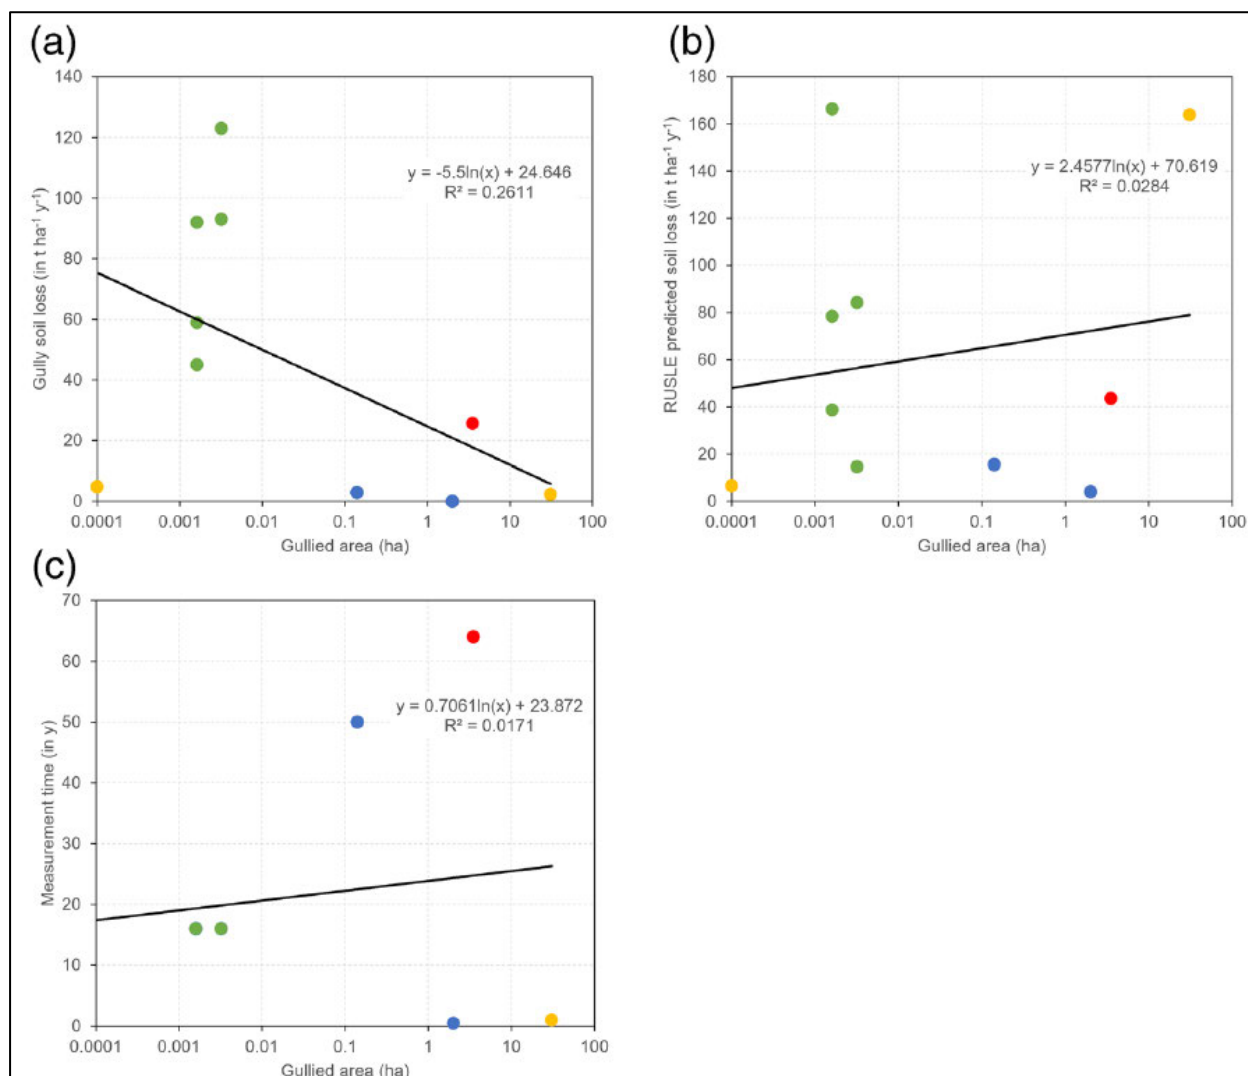 (a)
140
120
100
80
60
40
20
0
Gully soil loss (in t ha⁻¹ y⁻¹)
y = -5.5ln(x) + 24.646
R² = 0.2611
0.0001 0.001 0.01 0.1 1 10 100
Gullied area (ha)
(b)
180
160
140
120
100
80
60
40
20
0
RUSLE predicted soil loss (in t ha⁻¹ y⁻¹)
y = 2.4577ln(x) + 70.619
R² = 0.0284
0.0001 0.001 0.01 0.1 1 10 100
Gullied area (ha)
(c)
70
60
50
40
30
20
10
0
Measurement time (in y)
y = 0.7061ln(x) + 23.872
R² = 0.0171
0.0001 0.001 0.01 0.1 1 10 100
Gullied area (ha)